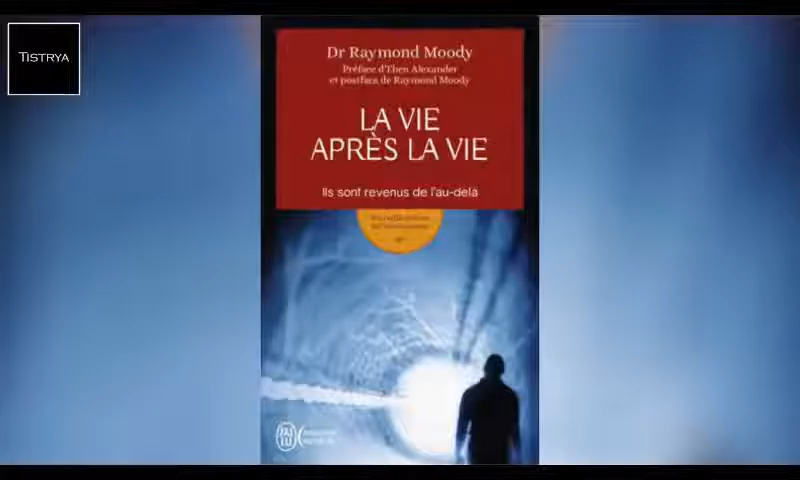 TISTRYA
Dr Raymond Moody
Préface d'Eben Alexander
et postface de Raymond Moody
LA VIE
APRÈS LA VIE
Ils sont revenus de l'au-delà
J'AI
LU